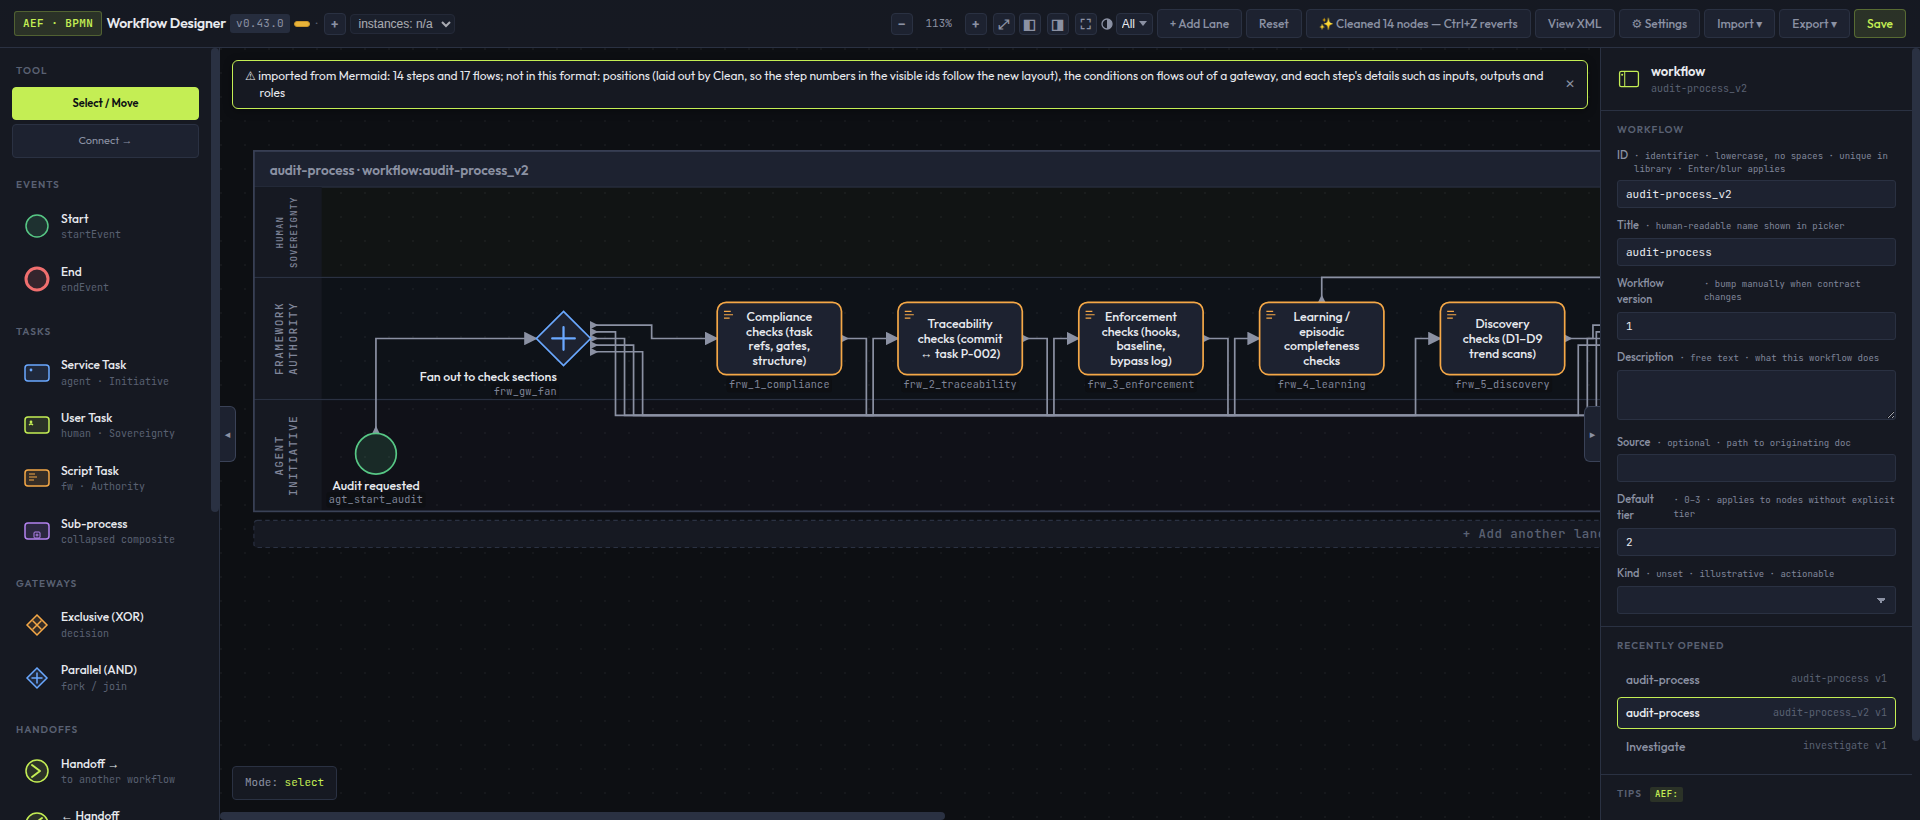 AEF · BPMN
Workflow Designer
v0.43.0
·
+
instances: n/a
−
113%
+
All
+ Add Lane
Reset
✨ Cleaned 14 nodes — Ctrl+Z reverts
View XML
⚙ Settings
Import ▾
Export ▾
Save
TOOL
Select / Move
Connect →
EVENTS
Start
startEvent
End
endEvent
TASKS
Service Task
agent · Initiative
User Task
human · Sovereignty
Script Task
fw · Authority
Sub-process
collapsed composite
GATEWAYS
Exclusive (XOR)
decision
Parallel (AND)
fork / join
HANDOFFS
Handoff →
to another workflow
← Handoff
⚠ imported from Mermaid: 14 steps and 17 flows; not in this format: positions (laid out by Clean, so the step numbers in the visible ids follow the new layout), the conditions on flows out of a gateway, and each step's details such as inputs, outputs and
roles
×
audit-process · workflow:audit-process_v2
HUMAN
SOVEREIGNTY
FRAMEWORK
AUTHORITY
AGENT
INITIATIVE
Fan out to check sections
frw_gw_fan
Compliance
checks (task
refs, gates,
structure)
frw_1_compliance
Traceability
checks (commit
↔ task P-002)
frw_2_traceability
Enforcement
checks (hooks,
baseline,
bypass log)
frw_3_enforcement
Learning /
episodic
completeness
checks
frw_4_learning
Discovery
checks (D1–D9
trend scans)
frw_5_discovery
Audit requested
agt_start_audit
+ Add another lan
Mode: select
workflow
audit-process_v2
WORKFLOW
ID · identifier · lowercase, no spaces · unique in
library · Enter/blur applies
audit-process_v2
Title · human-readable name shown in picker
audit-process
Workflow version · bump manually when contract changes
1
Description · free text · what this workflow does
Source · optional · path to originating doc
Default tier · 0–3 · applies to nodes without explicit tier
2
Kind · unset · illustrative · actionable
RECENTLY OPENED
audit-process audit-process v1
audit-process audit-process_v2 v1
Investigate investigate v1
TIPS AEF: